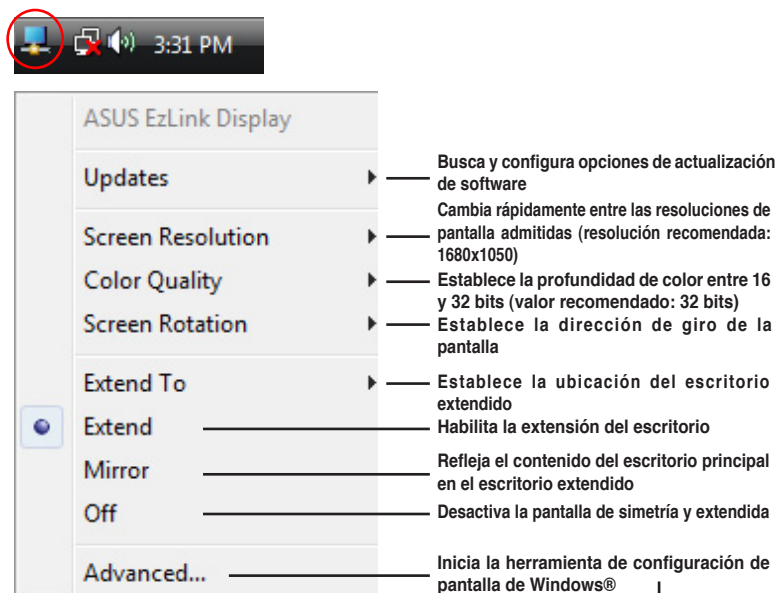 3:31 PM
ASUS EzLink Display
Updates
Busca y configura opciones de actualización
de software
Screen Resolution
Cambia rápidamente entre las resoluciones de
pantalla admitidas (resolución recomendada:
1680x1050)
Color Quality
Establece la profundidad de color entre 16
y 32 bits (valor recomendado: 32 bits)
Screen Rotation
Establece la dirección de giro de la
pantalla
Extend To
Establece la ubicación del escritorio
extendido
Extend
Habilita la extensión del escritorio
Mirror
Refleja el contenido del escritorio principal
en el escritorio extendido
Off
Desactiva la pantalla de simetría y extendida
Advanced...
Inicia la herramienta de configuración de
pantalla de Windows®